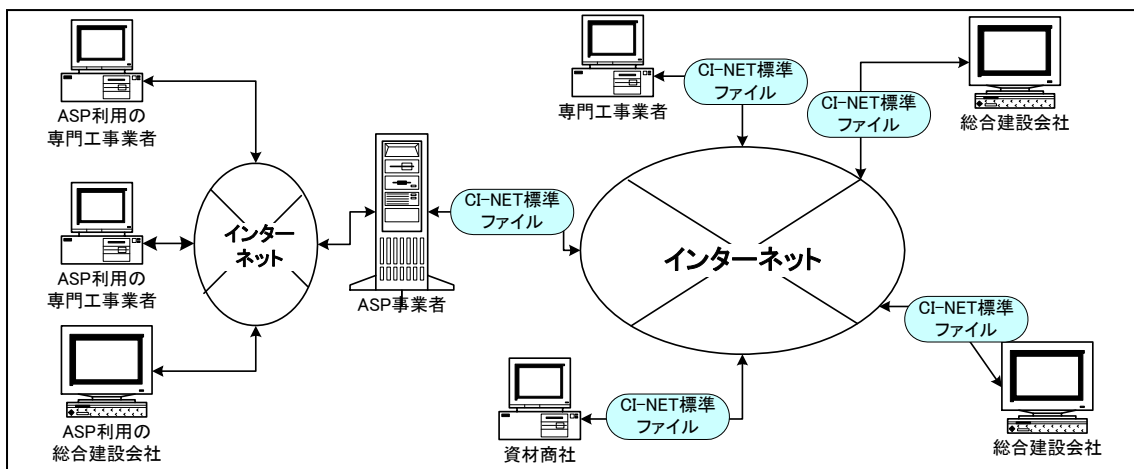 ASP利用の
専門工事業者
ASP利用の
専門工事業者
ASP利用の
総合建設会社
インター
ネット
ASP事業者
CI-NET標準
ファイル
専門工事業者
CI-NET標準
ファイル
CI-NET標準
ファイル
総合建設会社
インターネット
CI-NET標準
ファイル
総合建設会社
資材商社
CI-NET標準
ファイル